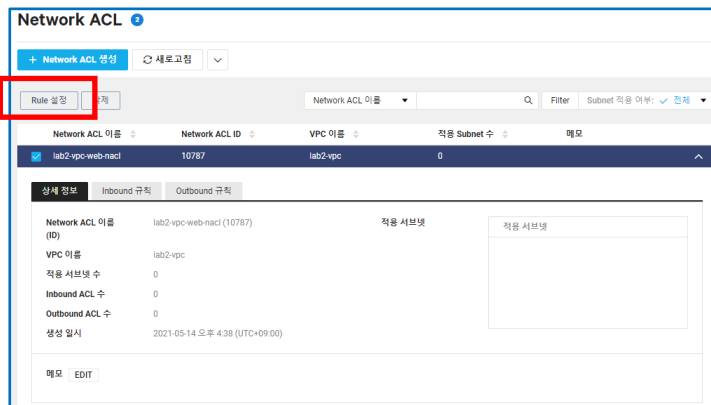 Network ACL 2
+ Network ACL 생성 새로고침
Rule 설정 Network ACL 이름 Filter Subnet 적용 여부: 전체
Network ACL 이름 Network ACL ID VPC 이름 적용 Subnet 수 메모
lab2-vpc-web-nacl 10787 lab2-vpc 0
상세 정보 Inbound 규칙 Outbound 규칙
Network ACL 이름 (ID) lab2-vpc-web-nacl (10787) 적용 서브넷 적용 서브넷
VPC 이름 lab2-vpc
적용 서브넷 수 0
Inbound ACL 수 0
Outbound ACL 수 0
생성 일시 2021-05-14 오후 4:38 (UTC+09:00)
메모 EDIT